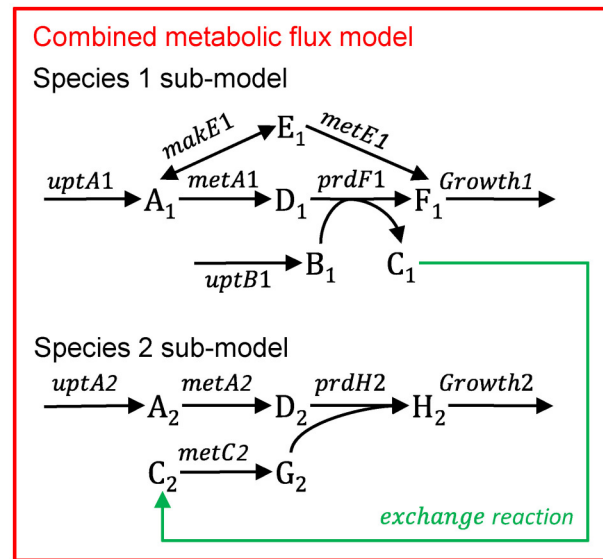 Combined metabolic flux model
Species 1 sub-model
makE1 E₁ metE1
uptA1 A₁ metA1 D₁ prdF1 F₁ Growth1
uptB1 B₁ C₁
Species 2 sub-model
uptA2 A₂ metA2 D₂ prdH2 H₂ Growth2
C₂ metC2 G₂
exchange reaction